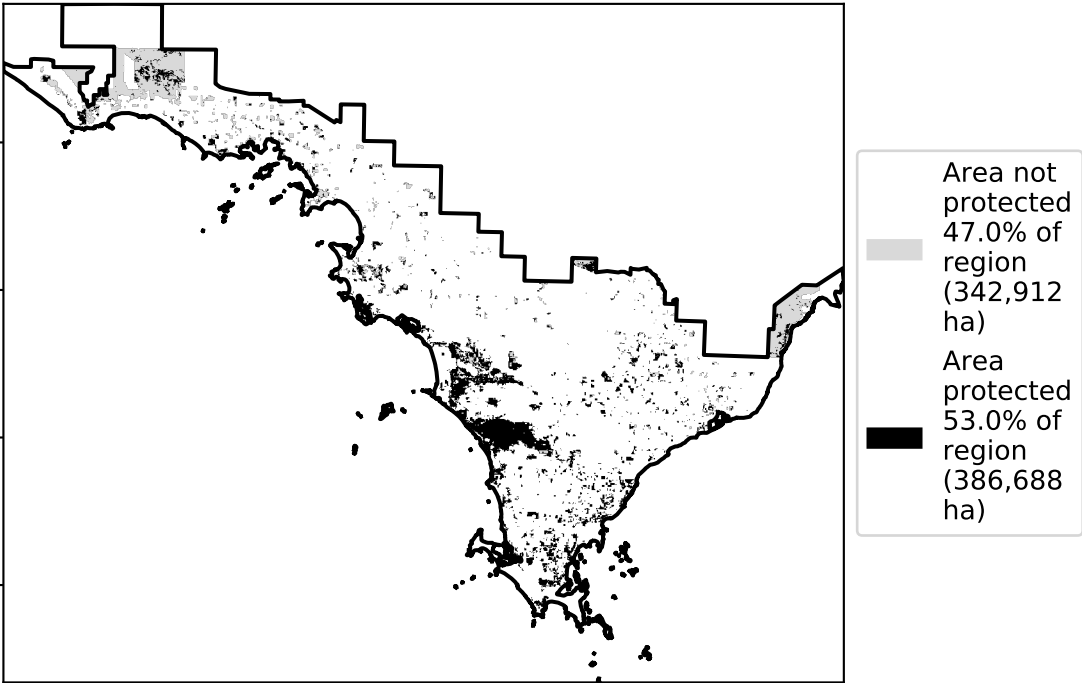 Area not
protected
47.0% of
region
(342,912
ha)
Area
protected
53.0% of
region
(386,688
ha)